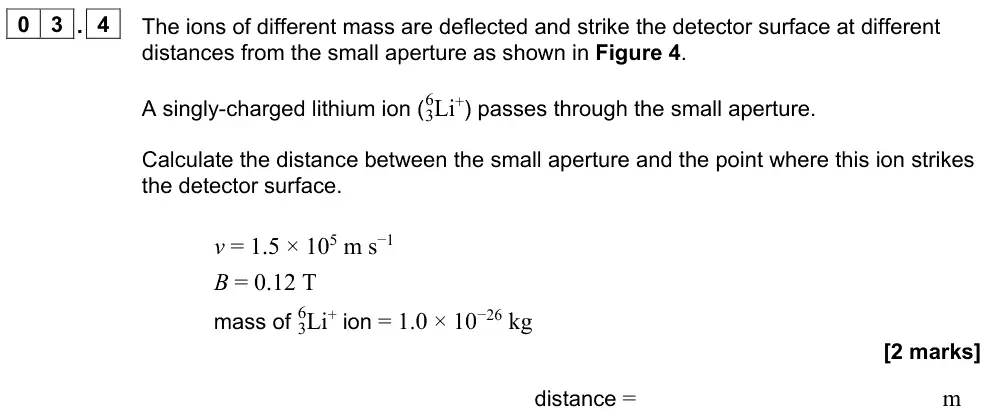 0 3 . 4 The ions of different mass are deflected and strike the detector surface at different
distances from the small aperture as shown in Figure 4.
A singly-charged lithium ion (⁶₃Li⁺) passes through the small aperture.
Calculate the distance between the small aperture and the point where this ion strikes
the detector surface.
v = 1.5 × 10⁵ m s⁻¹
B = 0.12 T
mass of ⁶₃Li⁺ ion = 1.0 × 10⁻²⁶ kg
[2 marks]
distance = m